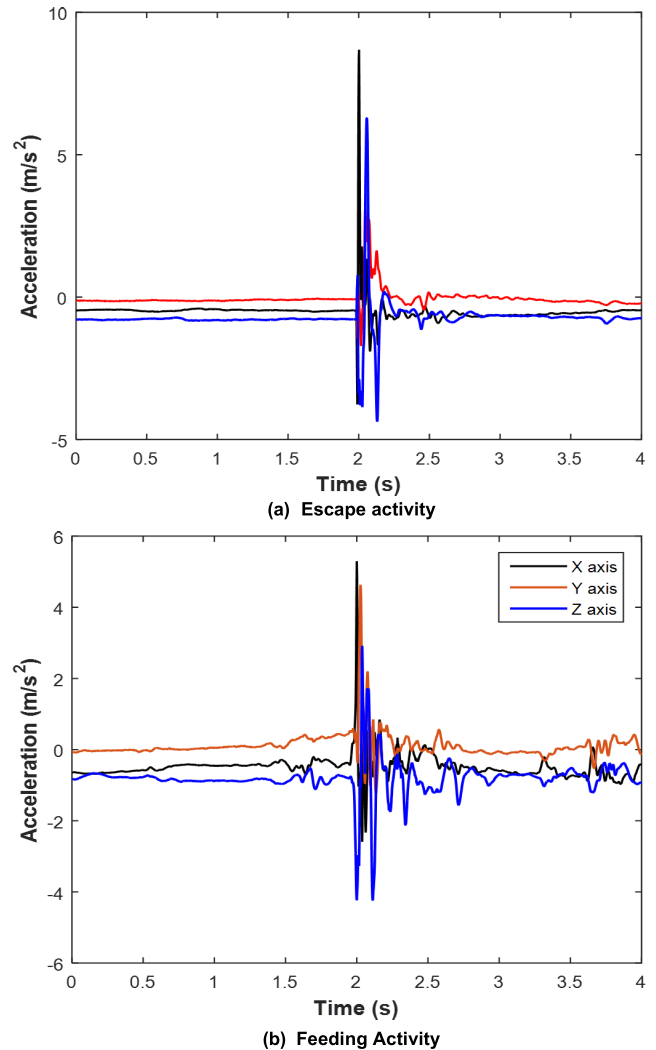 10
5
0
-5
Acceleration (m/s²)
0 0.5 1 1.5 2 2.5 3 3.5 4
Time (s)
(a) Escape activity
6
4
2
0
-2
-4
-6
Acceleration (m/s²)
X axis
Y axis
Z axis
0 0.5 1 1.5 2 2.5 3 3.5 4
Time (s)
(b) Feeding Activity